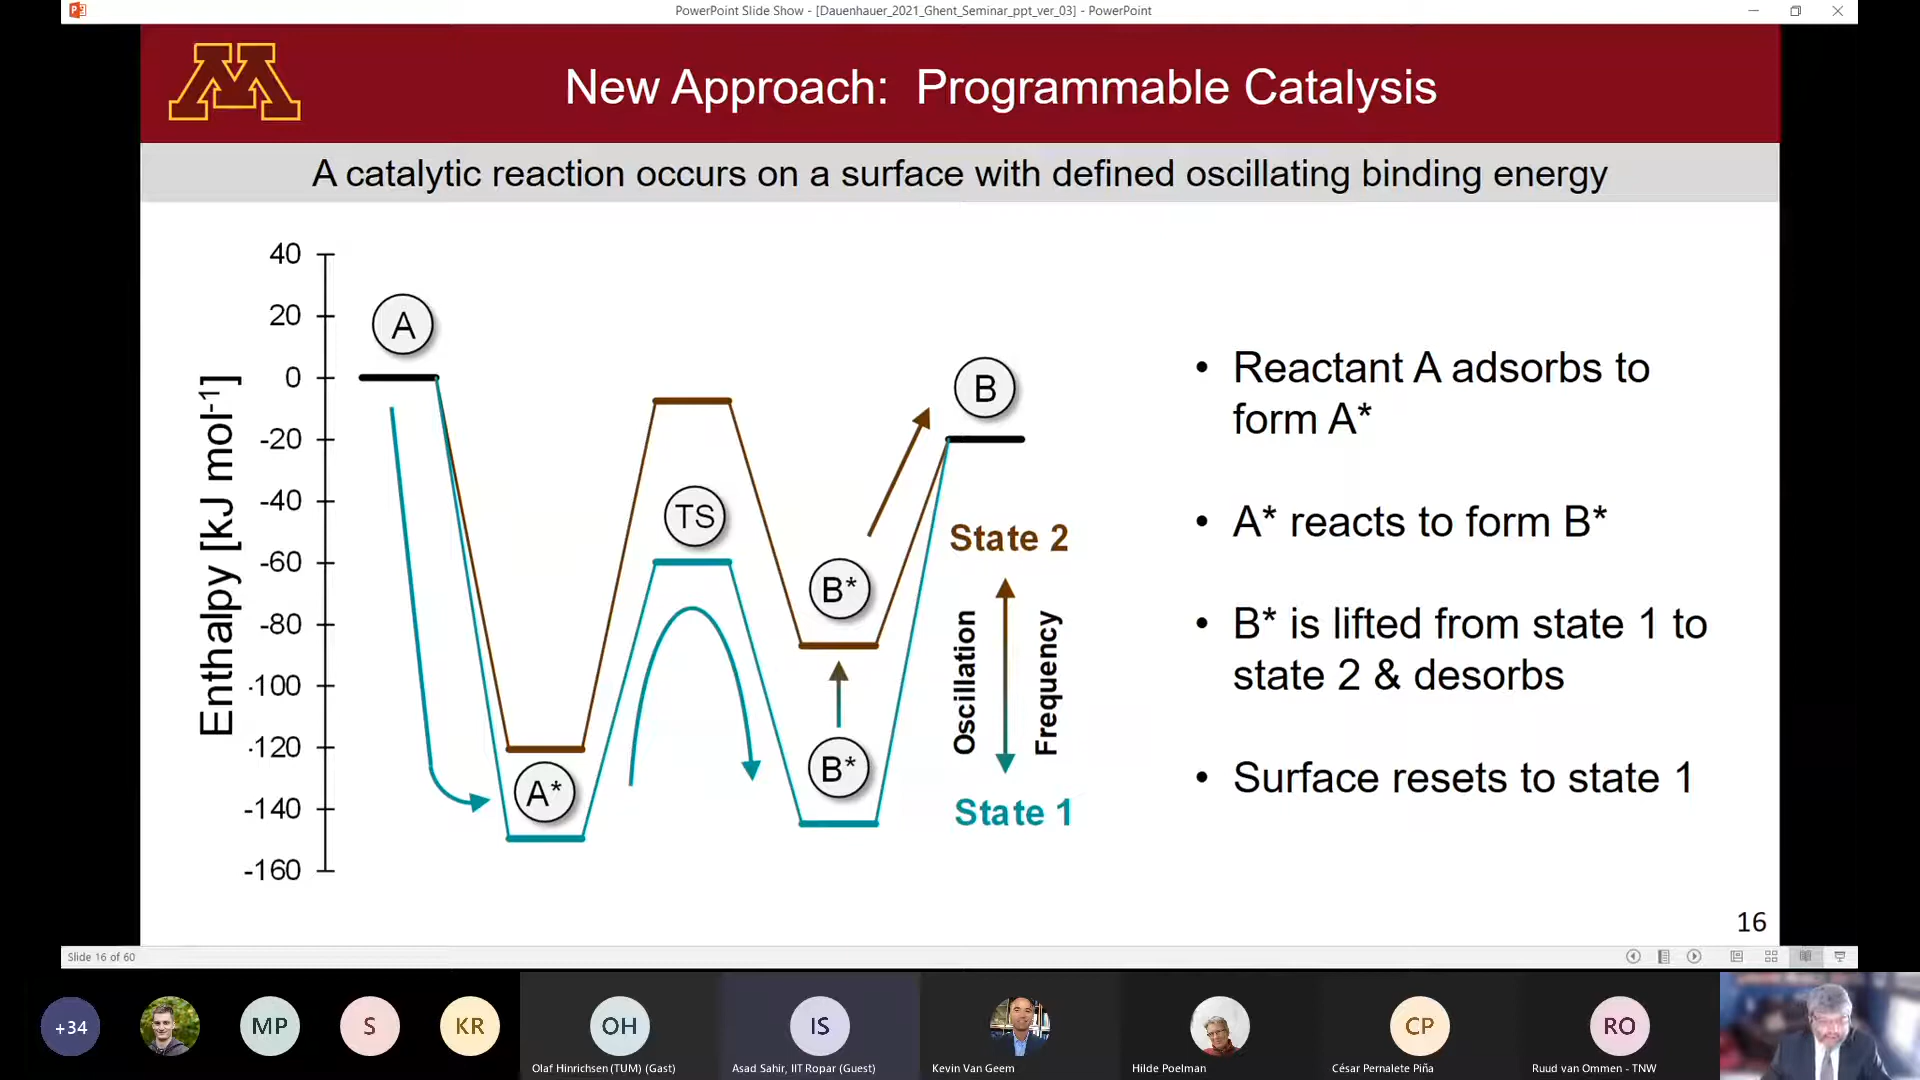 PowerPoint Slide Show - [Dauenhauer_2021_Ghent_Seminar_ppt_ver_03] - PowerPoint
M
New Approach: Programmable Catalysis
A catalytic reaction occurs on a surface with defined oscillating binding energy
Enthalpy [kJ mol-1]
40
20
0
-20
-40
-60
-80
-100
-120
-140
-160
A
A*
TS
B*
B*
B
State 2
Oscillation
Frequency
State 1
• Reactant A adsorbs to
form A*
• A* reacts to form B*
• B* is lifted from state 1 to
state 2 & desorbs
• Surface resets to state 1
16
Slide 16 of 60
+34
MP
S
KR
OH
Olaf Hinrichsen (TUM) (Gast)
IS
Asad Sahir, IIT Ropar (Guest)
Kevin Van Geem
Hilde Poelman
CP
César Pernalete Piña
RO
Ruud van Ommen - TNW